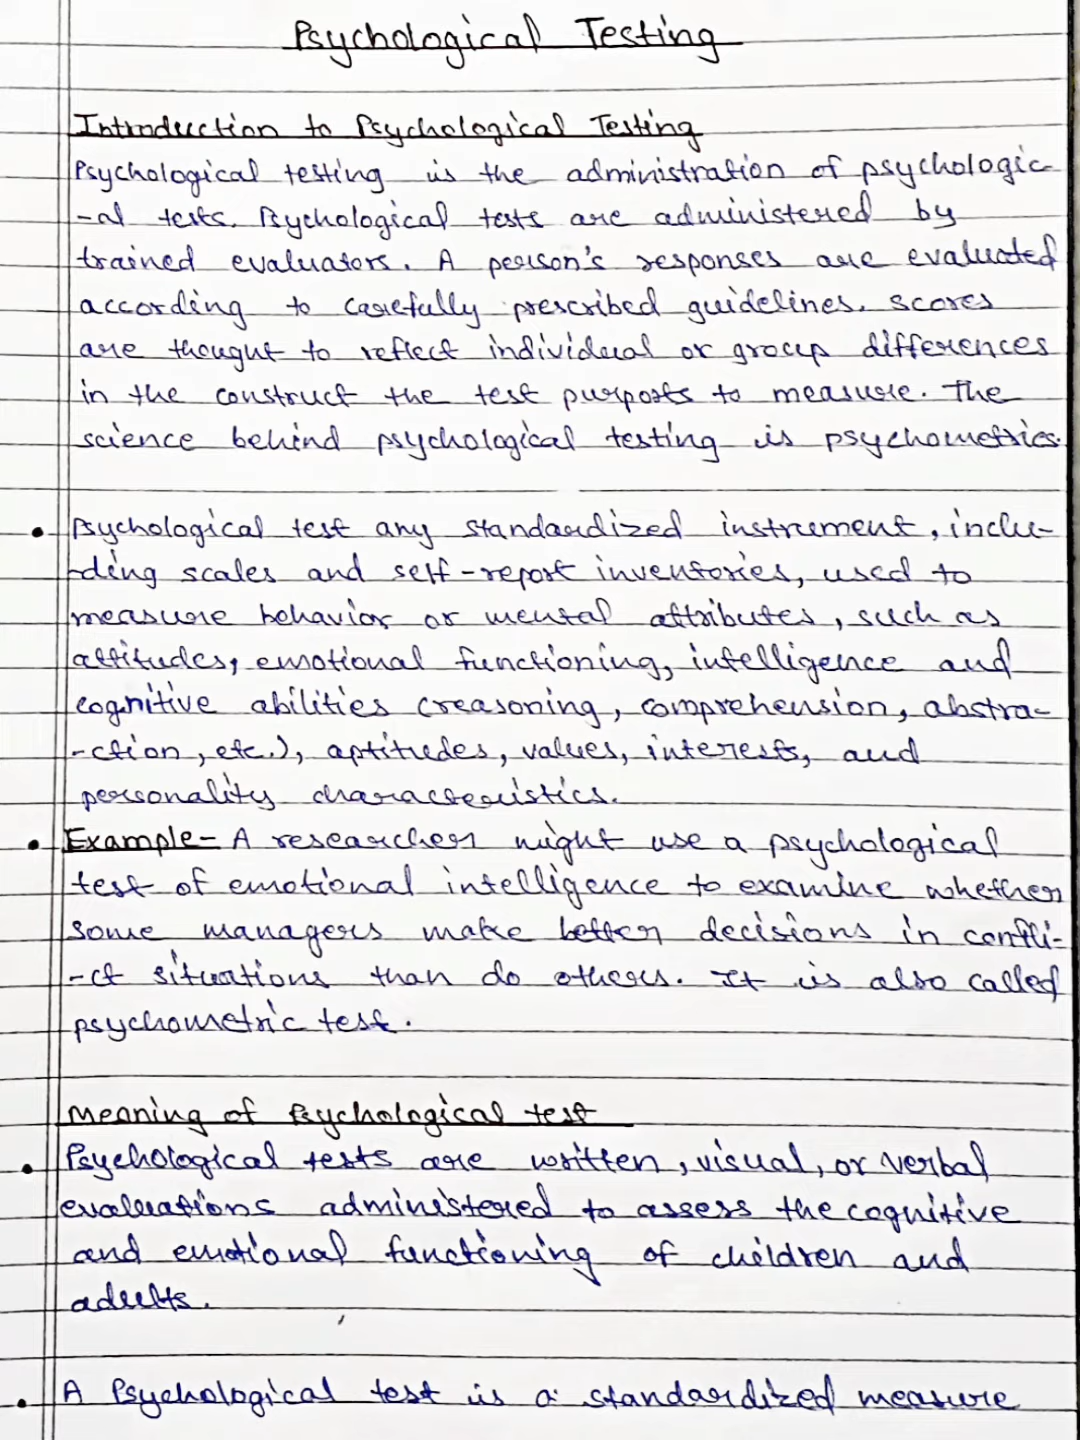 Psychological Testing
Introduction to Psychological Testing
Psychological testing is the administration of psychologic-
-al tests. Psychological tests are administered by
trained evaluators. A person's responses are evaluated
according to carefully prescribed guidelines. scores
are thought to reflect individual or group differences
in the construct the test purports to measure. The
science behind psychological testing is psychometrics.
• Psychological test any standardized instrument, inclu-
-ding scales and self-report inventories, used to
measure behavior or mental attributes, such as
attitudes, emotional functioning, intelligence and
cognitive abilities (reasoning, comprehension, abstra-
-ction, etc.), aptitudes, values, interests, and
personality characteristics.
• Example- A researcher might use a psychological
test of emotional intelligence to examine whether
some managers make better decisions in confli-
-ct situations than do others. It is also called
psychometric test.
Meaning of Psychological test
• Psychological tests are written, visual, or verbal
evaluations administered to assess the cognitive
and emotional functioning of children and
adults.
• A Psychological test is a standardized measure